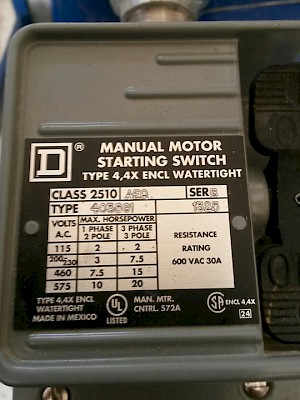 D ®
MANUAL MOTOR
STARTING SWITCH
TYPE 4,4X ENCL WATERTIGHT
CLASS 2510 SER B
TYPE
VOLTS A.C. MAX. HORSEPOWER
1 PHASE 2 POLE 3 PHASE 3 POLE
115 2 2
200-230 3 7.5
460 7.5 15
575 10 20
RESISTANCE
RATING
600 VAC 30A
TYPE 4,4X ENCL
WATERTIGHT
MADE IN MEXICO
UL
LISTED
MAN. MTR.
CNTRL. 572A
SA ENCL 4,4X
24